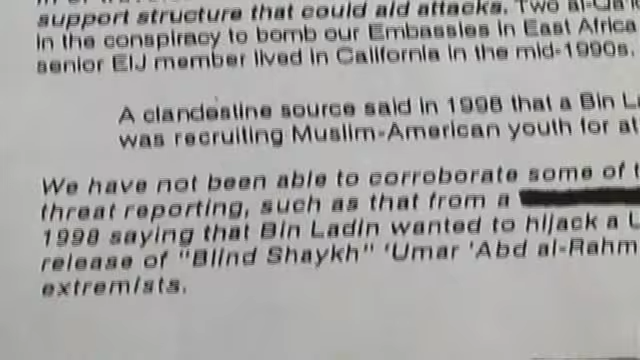 support structure that could aid attacks. Two al-Qa'
in the conspiracy to bomb our Embassies in East Africa
senior EIJ member lived in California in the mid-1990s.
A clandestine source said in 1998 that a Bin La
was recruiting Muslim-American youth for at
We have not been able to corroborate some of t
threat reporting, such as that from a
1998 saying that Bin Ladin wanted to hijack a U
release of "Blind Shaykh" 'Umar 'Abd al-Rahm
extremists.